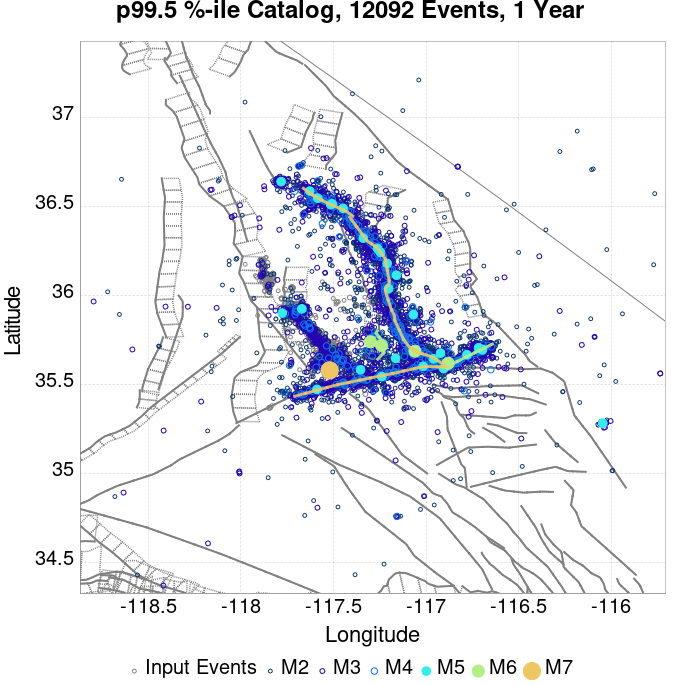 p99.5 %-ile Catalog, 12092 Events, 1 Year
37
36.5
36
35.5
35
34.5
Latitude
-118.5 -118 -117.5 -117 -116.5 -116
Longitude
Input Events M2 M3 M4 M5 M6 M7